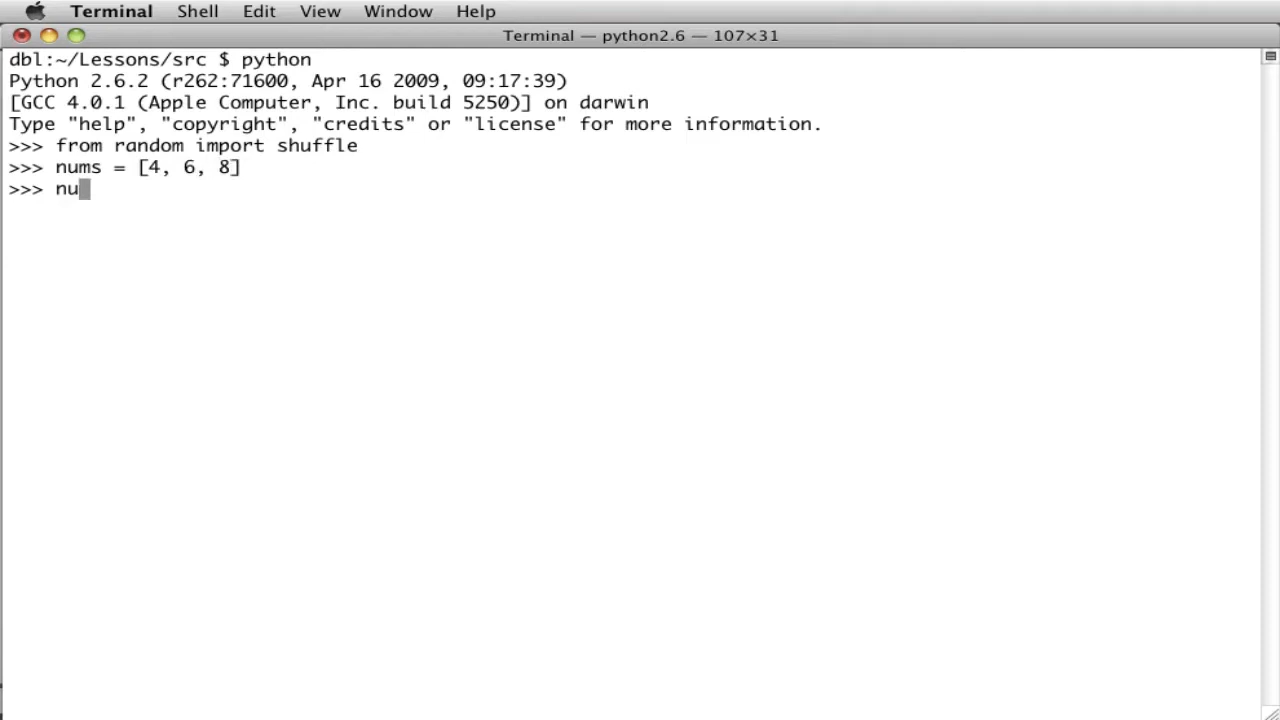 Terminal Shell Edit View Window Help
Terminal — python2.6 — 107×31
dbl:~/Lessons/src $ python
Python 2.6.2 (r262:71600, Apr 16 2009, 09:17:39)
[GCC 4.0.1 (Apple Computer, Inc. build 5250)] on darwin
Type "help", "copyright", "credits" or "license" for more information.
>>> from random import shuffle
>>> nums = [4, 6, 8]
>>> nu